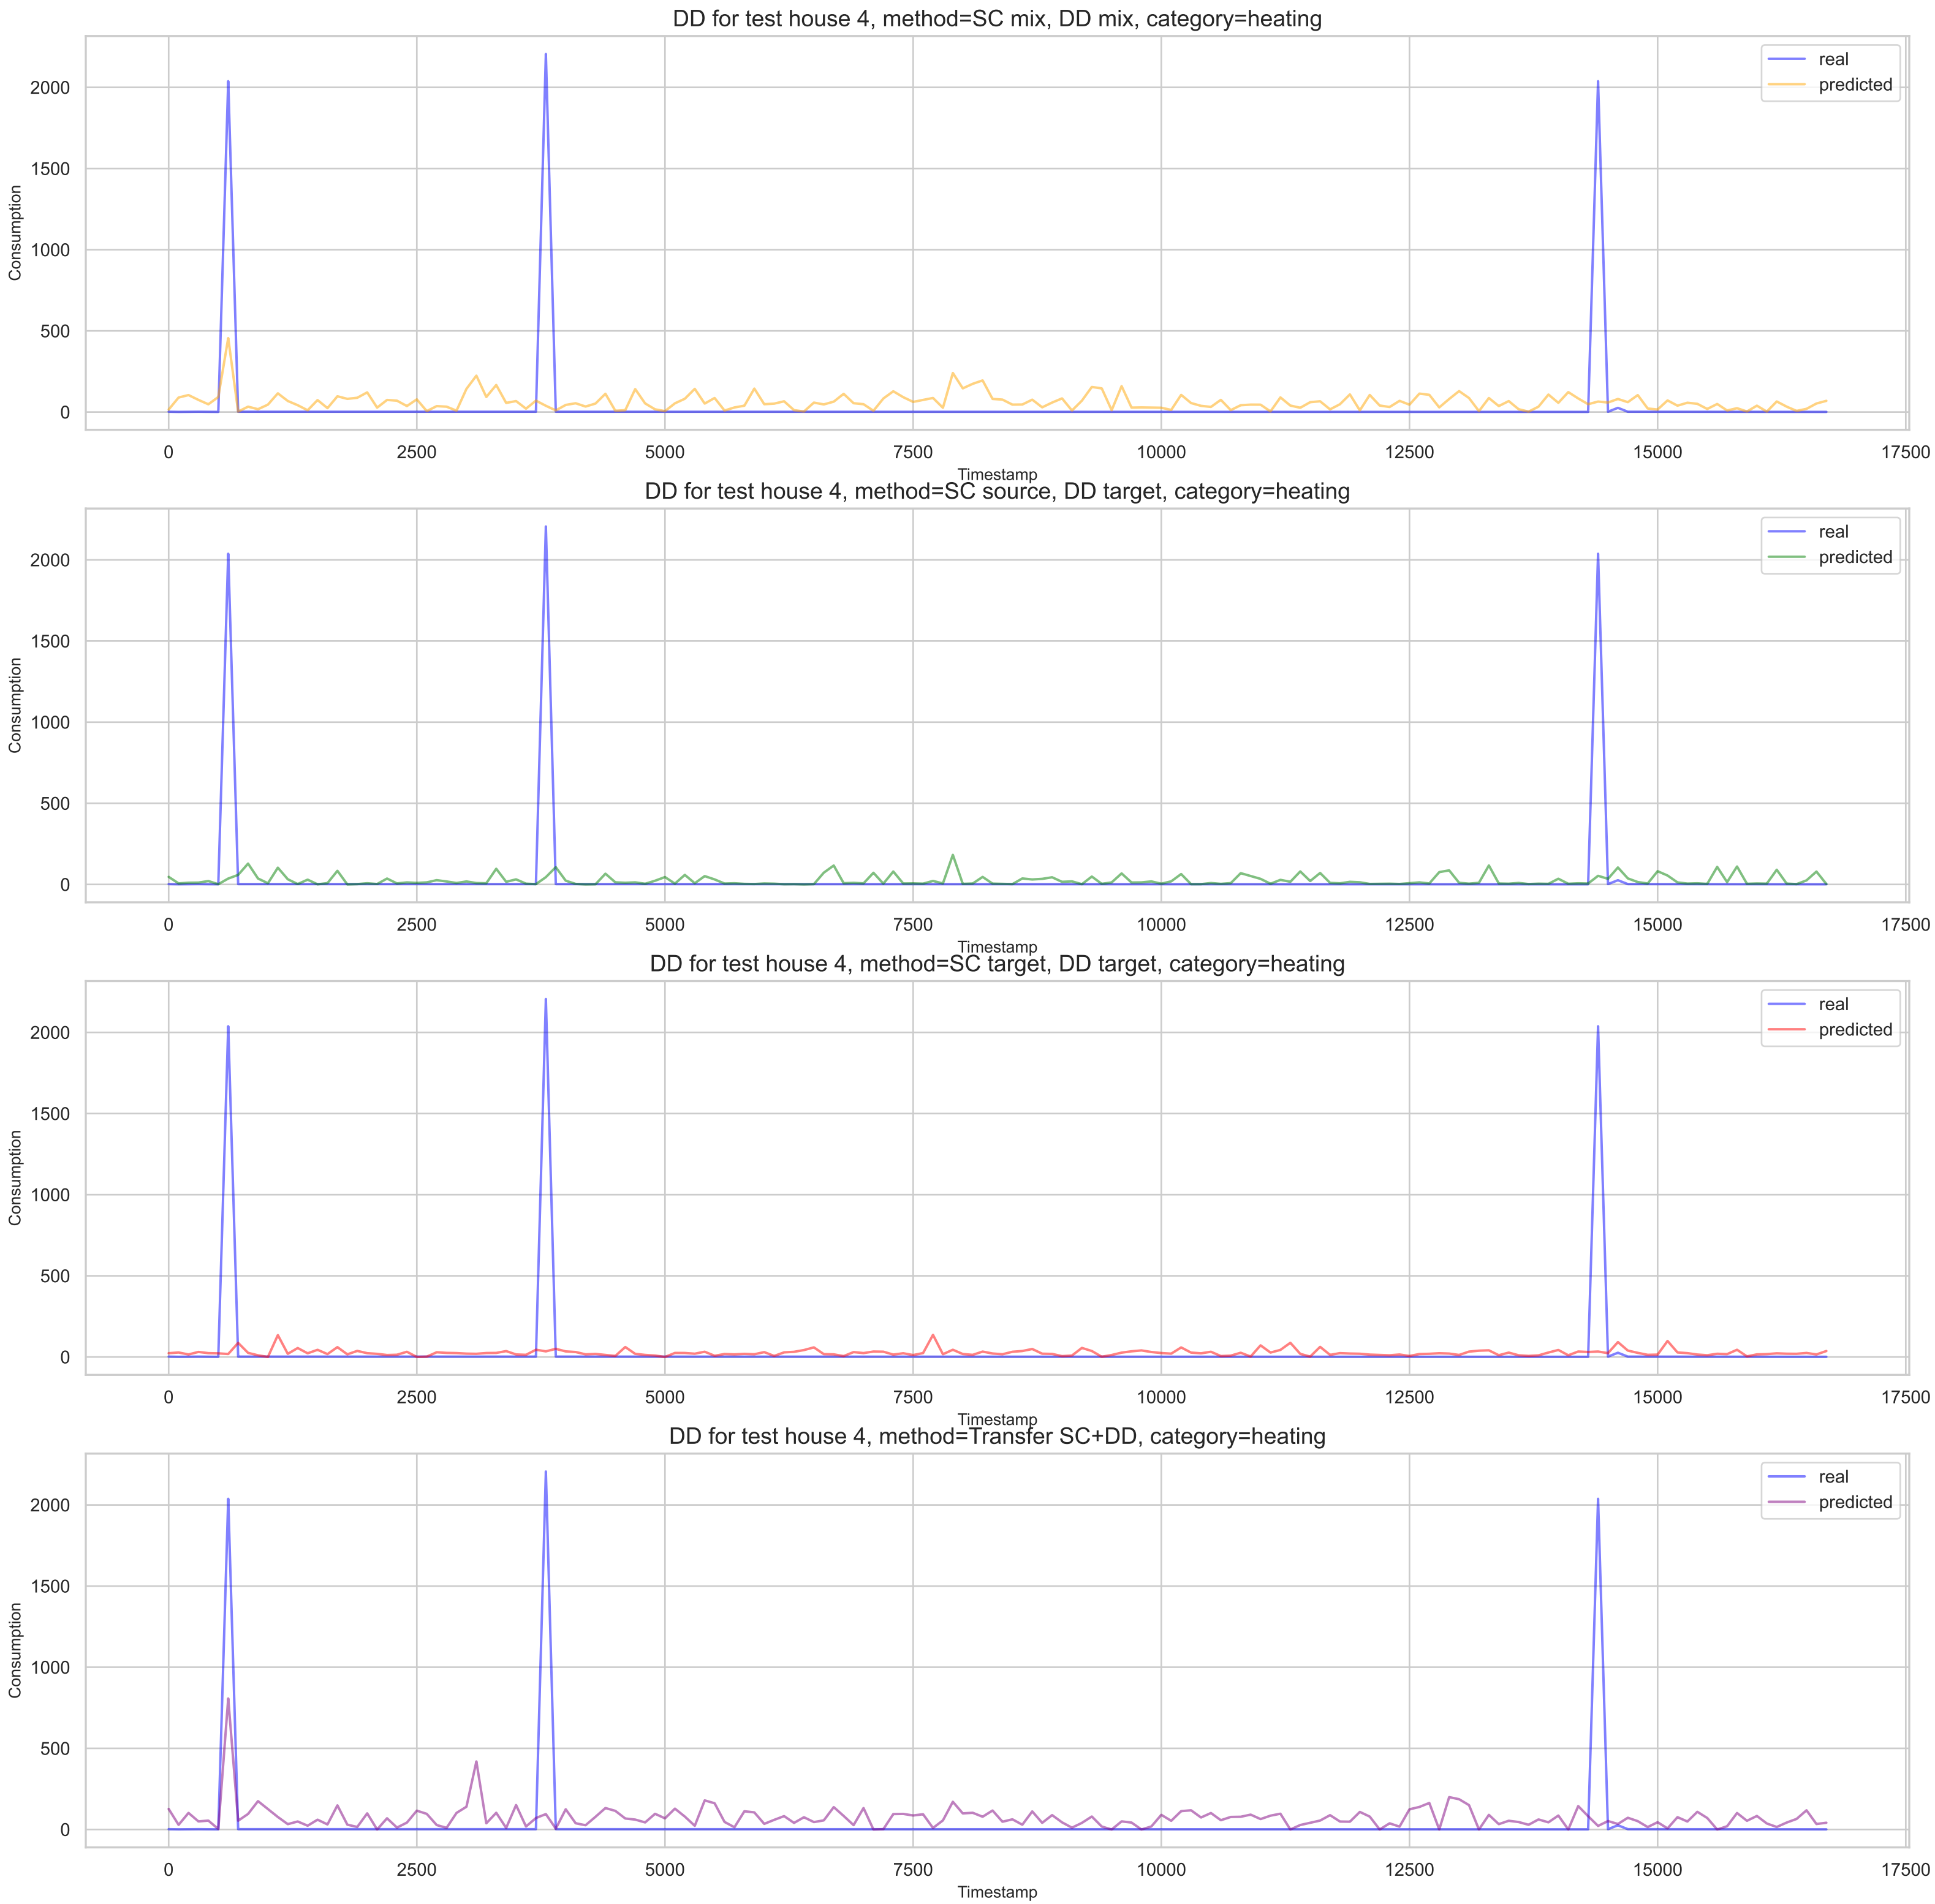 DD for test house 4, method=SC mix, DD mix, category=heating
real
predicted
2000
1500
1000
500
0
Consumption
0 2500 5000 7500 10000 12500 15000 17500
Timestamp
DD for test house 4, method=SC source, DD target, category=heating
real
predicted
2000
1500
1000
500
0
Consumption
0 2500 5000 7500 10000 12500 15000 17500
Timestamp
DD for test house 4, method=SC target, DD target, category=heating
real
predicted
2000
1500
1000
500
0
Consumption
0 2500 5000 7500 10000 12500 15000 17500
Timestamp
DD for test house 4, method=Transfer SC+DD, category=heating
real
predicted
2000
1500
1000
500
0
Consumption
0 2500 5000 7500 10000 12500 15000 17500
Timestamp